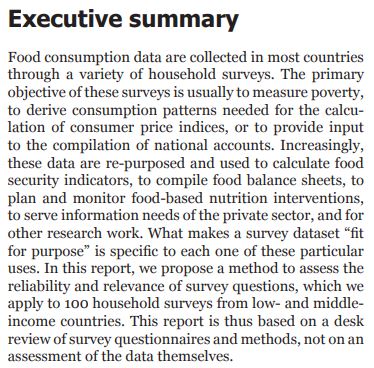 Executive summary
Food consumption data are collected in most countries
through a variety of household surveys. The primary
objective of these surveys is usually to measure poverty,
to derive consumption patterns needed for the calcu-
lation of consumer price indices, or to provide input
to the compilation of national accounts. Increasingly,
these data are re-purposed and used to calculate food
security indicators, to compile food balance sheets, to
plan and monitor food-based nutrition interventions,
to serve information needs of the private sector, and for
other research work. What makes a survey dataset “fit
for purpose” is specific to each one of these particular
uses. In this report, we propose a method to assess the
reliability and relevance of survey questions, which we
apply to 100 household surveys from low- and middle-
income countries. This report is thus based on a desk
review of survey questionnaires and methods, not on an
assessment of the data themselves.